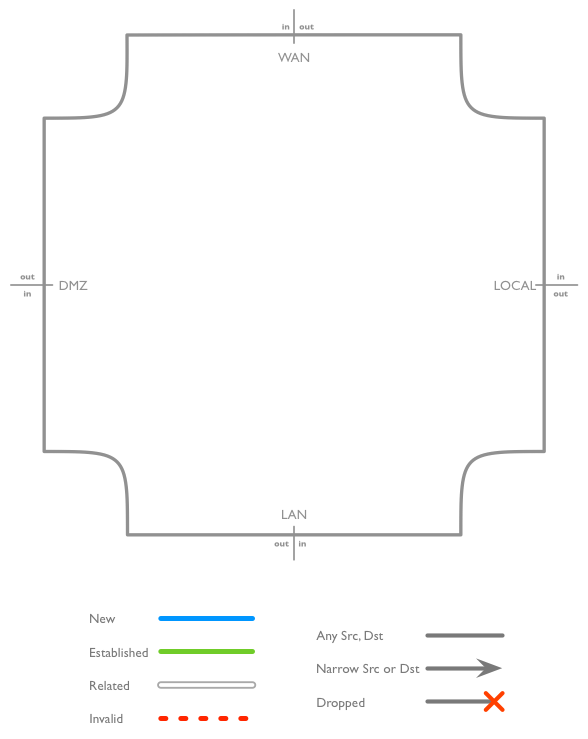 in out
WAN
out
in
DMZ
LOCAL
in
out
LAN
out in
New
Established
Related
Invalid
Any Src, Dst
Narrow Src or Dst
Dropped